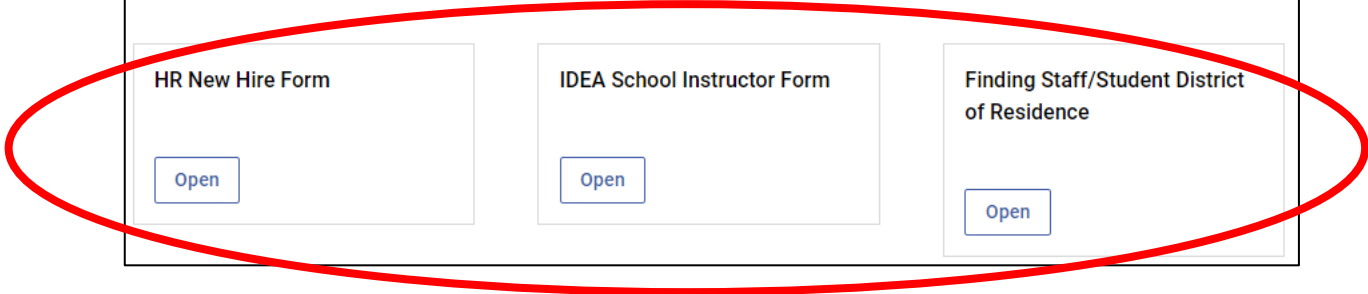 HR New Hire Form
Open
IDEA School Instructor Form
Open
Finding Staff/Student District
of Residence
Open